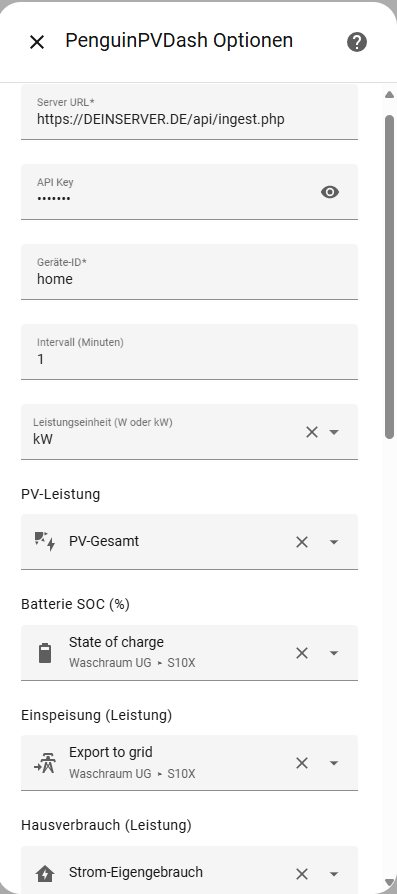 PenguinPVDash Optionen
Server URL*
https://DEINSERVER.DE/api/ingest.php
API Key
•••••••
Geräte-ID*
home
Intervall (Minuten)
1
Leistungseinheit (W oder kW)
kW
PV-Leistung
PV-Gesamt
Batterie SOC (%)
State of charge
Waschraum UG ▸ S10X
Einspeisung (Leistung)
Export to grid
Waschraum UG ▸ S10X
Hausverbrauch (Leistung)
Strom-Eigengebrauch